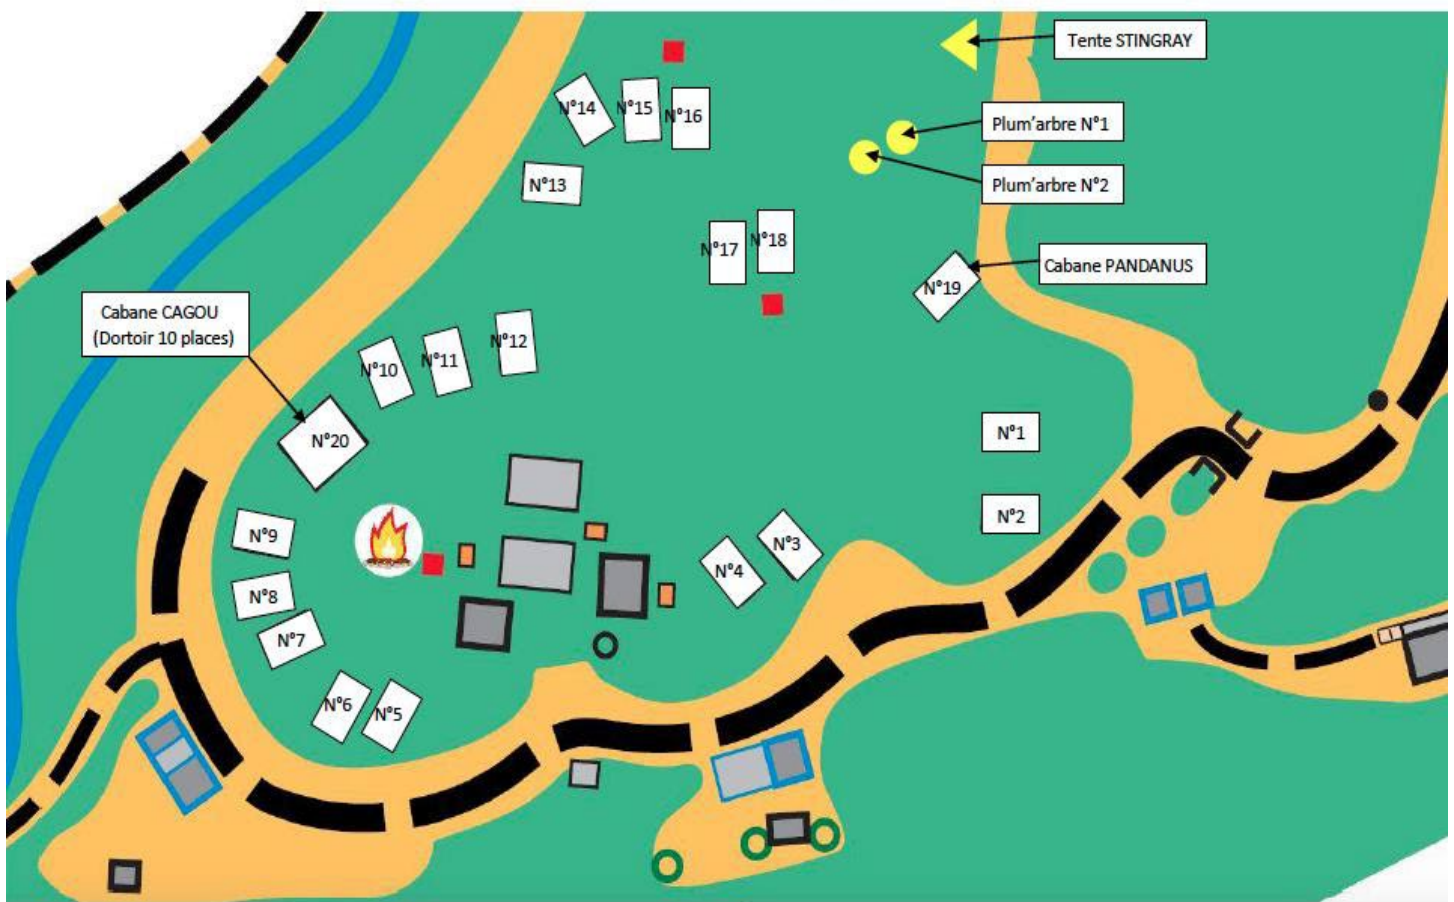 Tente STINGRAY
N°14
N°15
N°16
Plum'arbre N°1
Plum'arbre N°2
N°13
N°17
N°18
Cabane PANDANUS
N°19
Cabane CAGOU
(Dortoir 10 places)
N°10
N°11
N°12
N°20
N°1
N°2
N°9
N°3
N°4
N°8
N°7
N°6
N°5